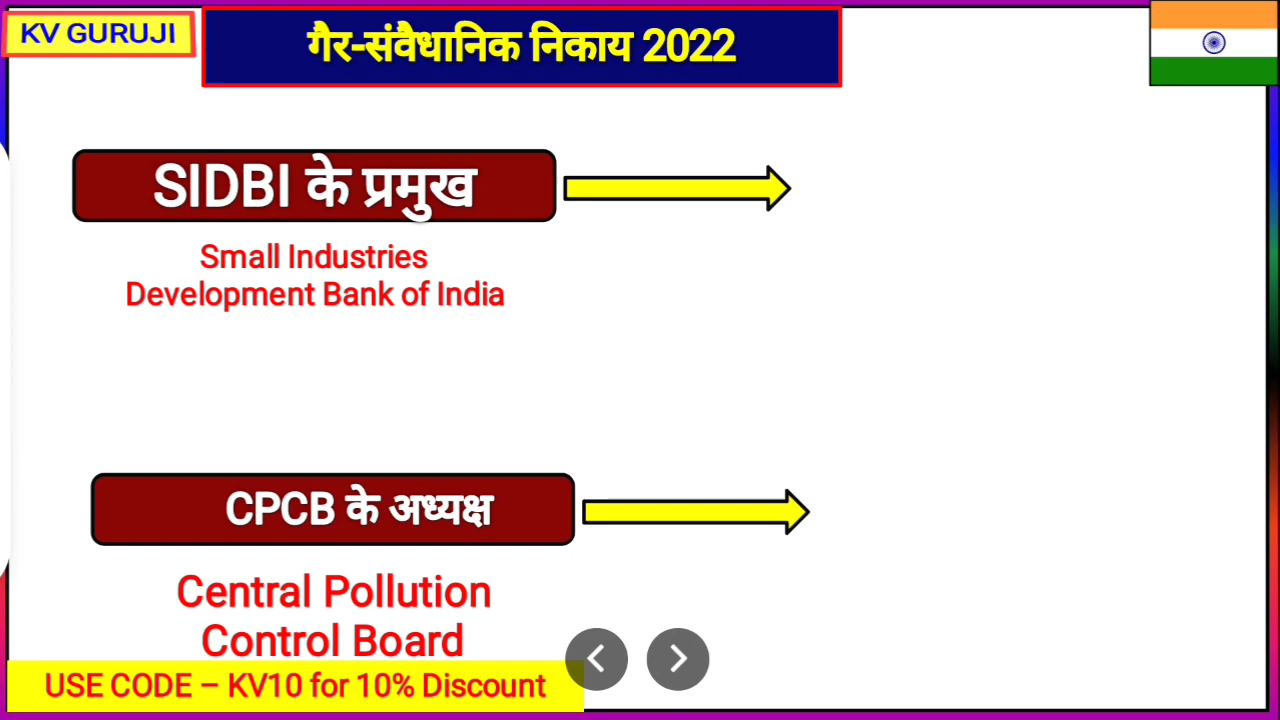 KV GURUJI
गैर-संवैधानिक निकाय 2022
SIDBI के प्रमुख
Small Industries
Development Bank of India
CPCB के अध्यक्ष
Central Pollution
Control Board
USE CODE – KV10 for 10% Discount